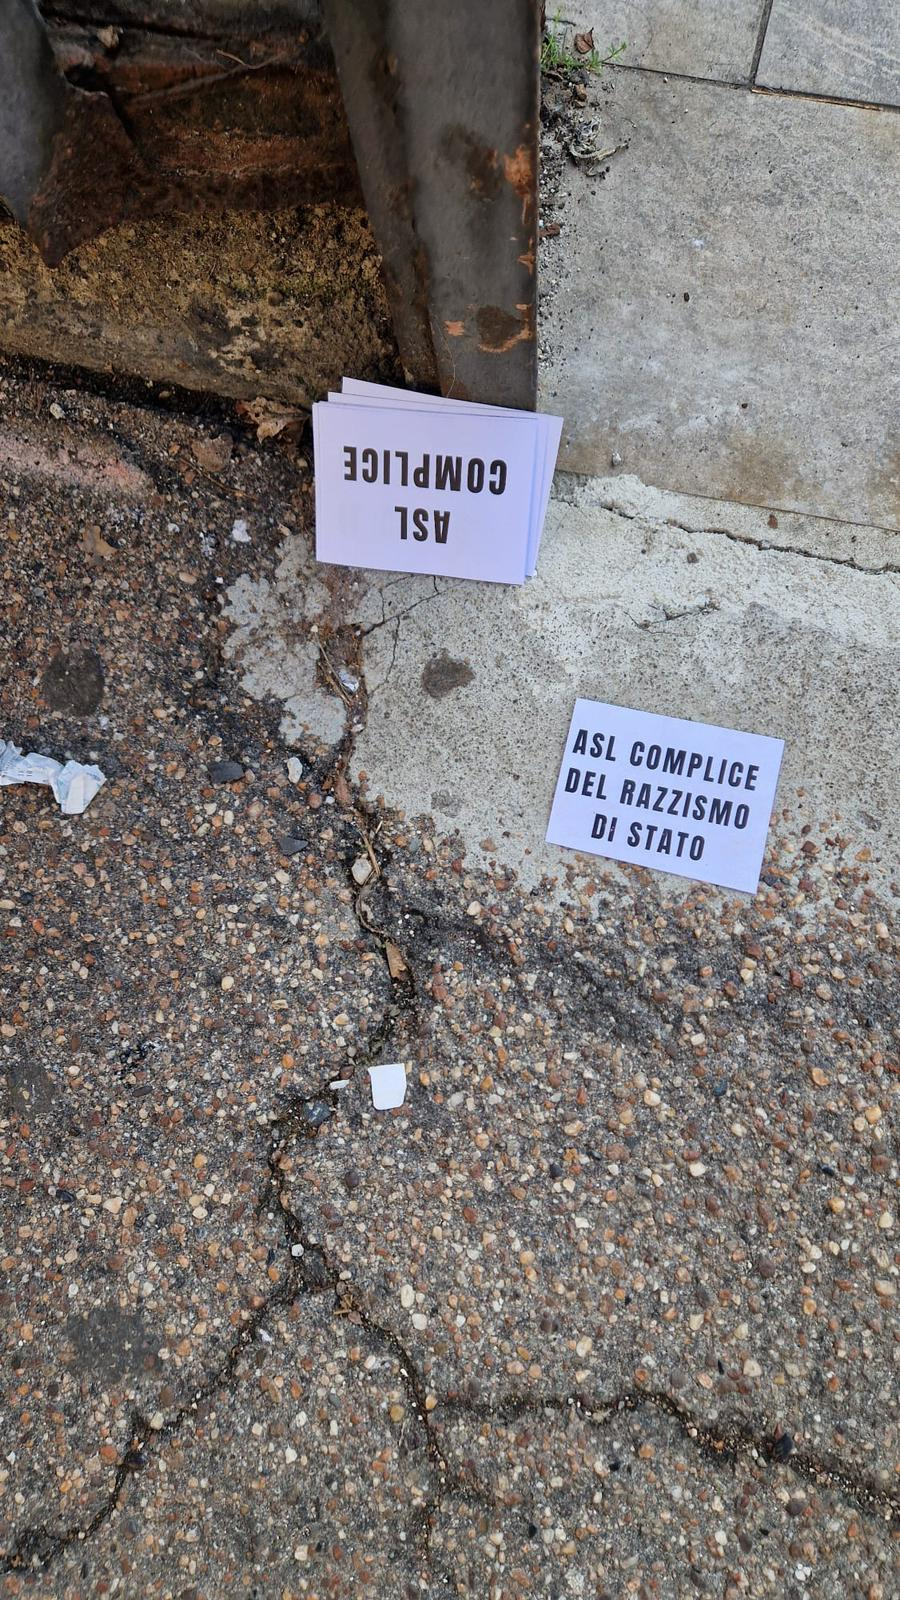 ASL
COMPLICE
ASL COMPLICE
DEL RAZZISMO
DI STATO